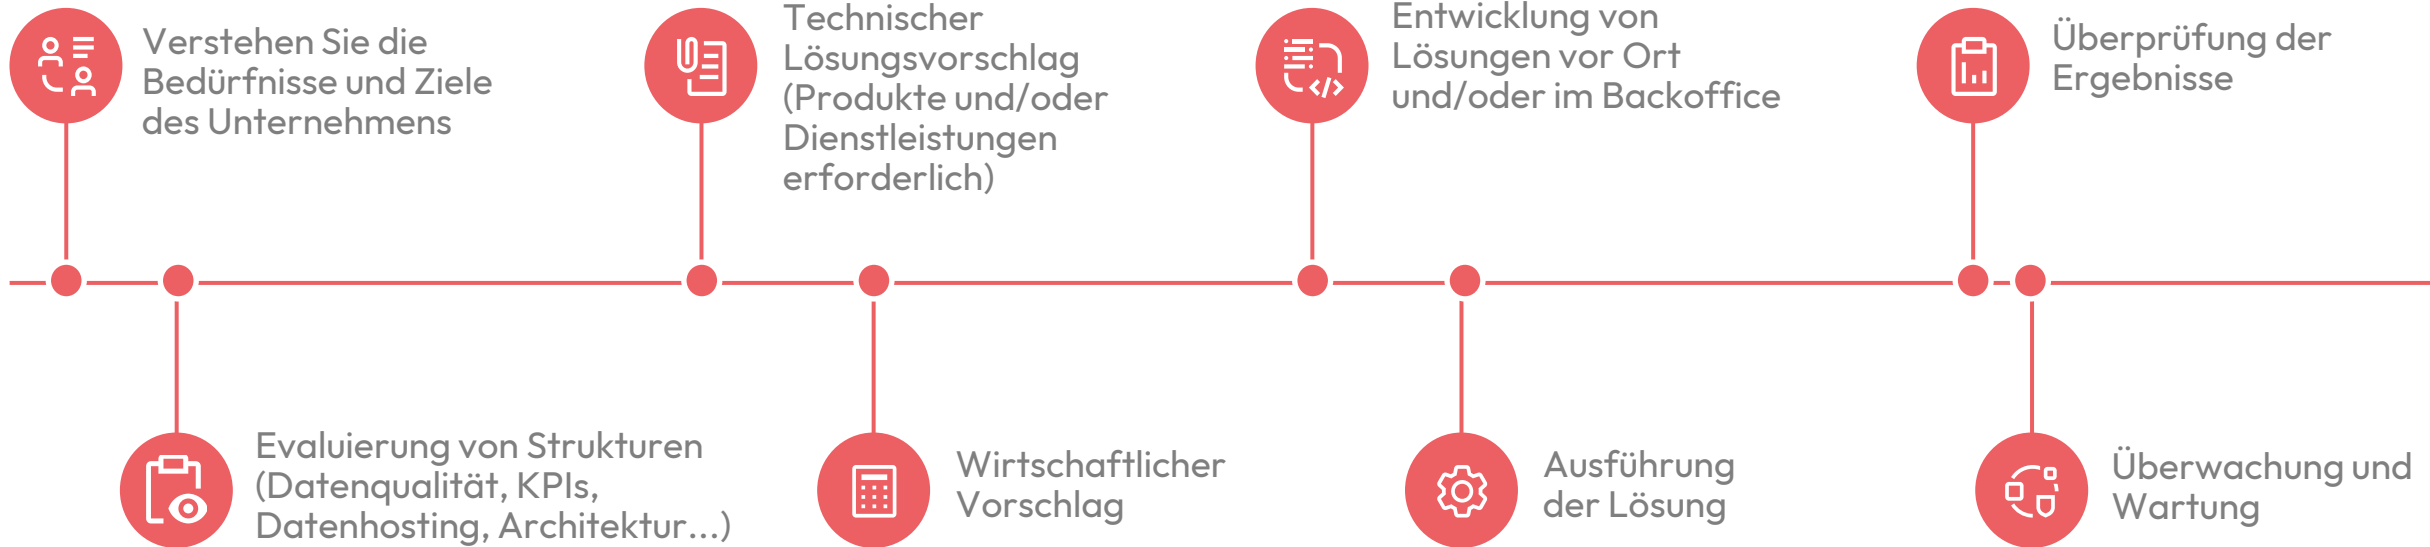 Verstehen Sie die
Bedürfnisse und Ziele
des Unternehmens
Evaluierung von Strukturen
(Datenqualität, KPIs,
Datenhosting, Architektur...)
Technischer
Lösungsvorschlag
(Produkte und/oder
Dienstleistungen
erforderlich)
Wirtschaftlicher
Vorschlag
Entwicklung von
Lösungen vor Ort
und/oder im Backoffice
Ausführung
der Lösung
Überprüfung der
Ergebnisse
Überwachung und
Wartung